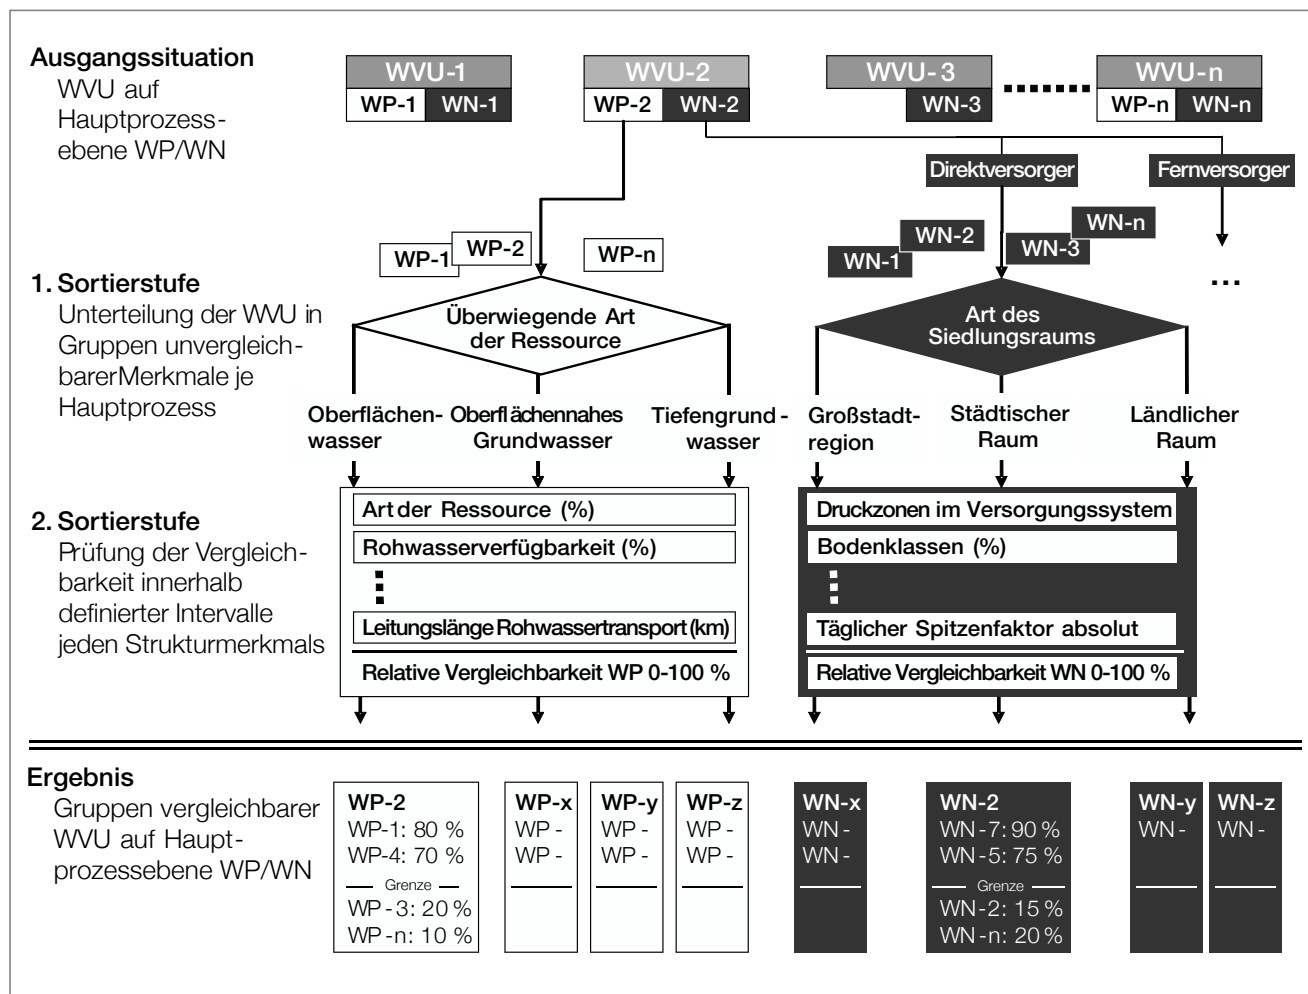 Ausgangssituation
WVU auf
Hauptprozess-
ebene WP/WN
WVU-1
WP-1 WN-1
WVU-2
WP-2 WN-2
WVU-3
WN-3
WVU-n
WP-n WN-n
Direktversorger
Fernversorger
WP-1
WP-2
WP-n
WN-1
WN-2
WN-3
WN-n
...
1. Sortierstufe
Unterteilung der WVU in
Gruppen unvergleich-
barerMerkmale je
Hauptprozess
Überwiegende Art
der Ressource
Art des
Siedlungsraums
Oberflächen-
wasser
Oberflächennahes
Grundwasser
Tiefengrund-
wasser
Großstadt-
region
Städtischer
Raum
Ländlicher
Raum
2. Sortierstufe
Prüfung der Vergleich-
barkeit innerhalb
definierter Intervalle
jeden Strukturmerkmals
Art der Ressource (%)
Rohwasserverfügbarkeit (%)
Leitungslänge Rohwassertransport (km)
Relative Vergleichbarkeit WP 0-100 %
Druckzonen im Versorgungssystem
Bodenklassen (%)
Täglicher Spitzenfaktor absolut
Relative Vergleichbarkeit WN 0-100 %
Ergebnis
Gruppen vergleichbarer
WVU auf Haupt-
prozessebene WP/WN
WP-2
WP-1: 80 %
WP-4: 70 %
Grenze
WP-3: 20 %
WP-n: 10 %
WP-x
WP-
WP-
WP-y
WP-
WP-
WP-z
WP-
WP-
WN-x
WN-
WN-
WN-2
WN-7: 90 %
WN-5: 75 %
Grenze
WN-2: 15 %
WN-n: 20 %
WN-y
WN-
WN-z
WN-